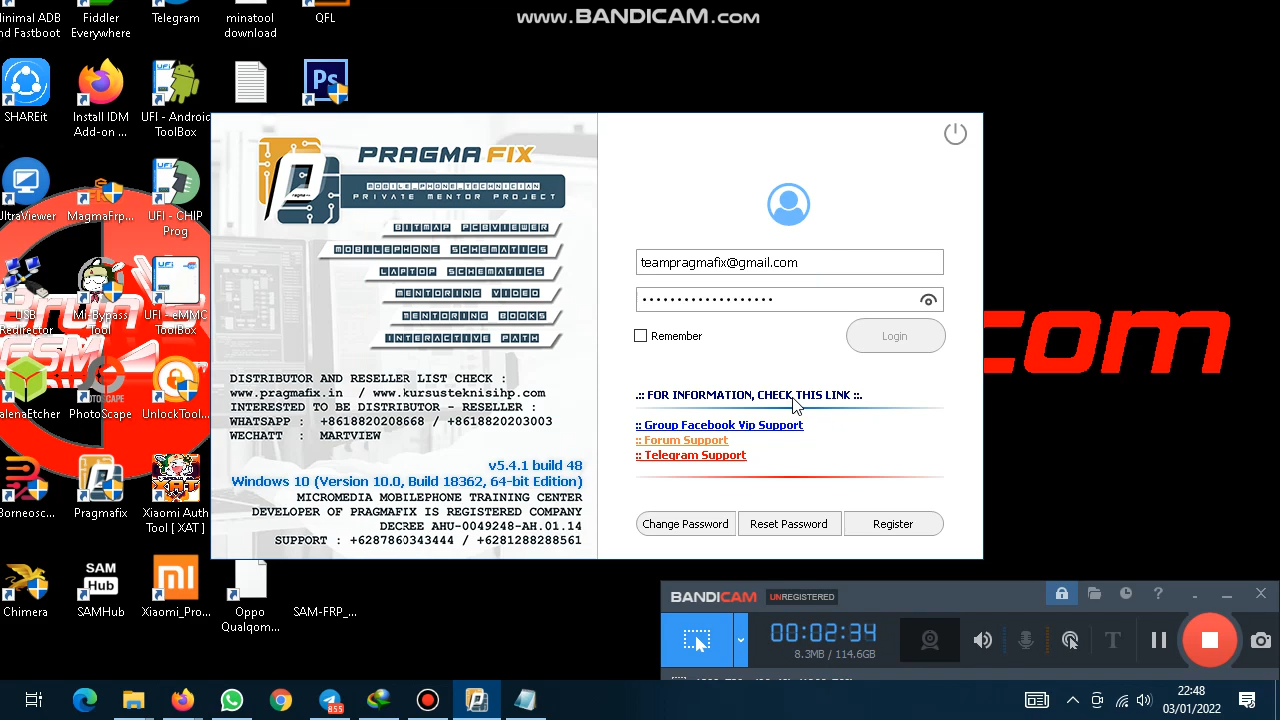 www.BANDICAM.com
Minimal ADB
and Fastboot
Fiddler
Everywhere
Telegram
minatool
download
QFL
SHAREit
Install IDM
Add-on ...
UFI - Android
ToolBox
Ps
UltraViewer
MagmaFrp...
UFI - CHIP
Prog
USB
Redirector
Mi-Bypass
Tool
UFI - eMMC
ToolBox
GSM
.com
PhotoScape
UnlockTool...
Borneosc...
Pragmafix
Xiaomi Auth
Tool [ XAT ]
SAM
Hub
Chimera
SAMHub
Xiaomi_Pro...
Oppo
Qualqom...
SAM-FRP_...
PRAGMA FIX
MOBILE_PHONE_TECHNICIAN
PRIVATE MENTOR PROJECT
BITMAP PCBVIEWER
MOBILEPHONE SCHEMATICS
LAPTOP SCHEMATICS
MENTORING VIDEO
MENTORING BOOKS
INTERACTIVE PATH
DISTRIBUTOR AND RESELLER LIST CHECK :
www.pragmafix.in / www.kursusteknisihp.com
INTERESTED TO BE DISTRIBUTOR - RESELLER :
WHATSAPP : +8618820208668 / +8618820203003
WECHATT : MARTVIEW
v5.4.1 build 48
Windows 10 (Version 10.0, Build 18362, 64-bit Edition)
MICROMEDIA MOBILEPHONE TRAINING CENTER
DEVELOPER OF PRAGMAFIX IS REGISTERED COMPANY
DECREE AHU-0049248-AH.01.14
SUPPORT : +6287860343444 / +6281288288561
teampragmafix@gmail.com
Remember
Login
.:: FOR INFORMATION, CHECK THIS LINK ::.
:: Group Facebook Vip Support
:: Forum Support
:: Telegram Support
Change Password
Reset Password
Register
BANDICAM
UNREGISTERED
00:02:34
8.3MB / 114.6GB
855
22:48
03/01/2022